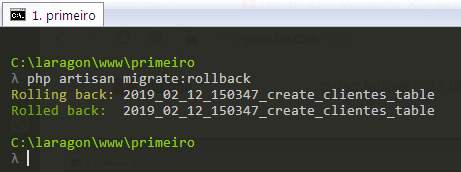 1. primeiro
C:\laragon\www\primeiro
λ php artisan migrate:rollback
Rolling back: 2019_02_12_150347_create_clientes_table
Rolled back:  2019_02_12_150347_create_clientes_table
C:\laragon\www\primeiro
λ